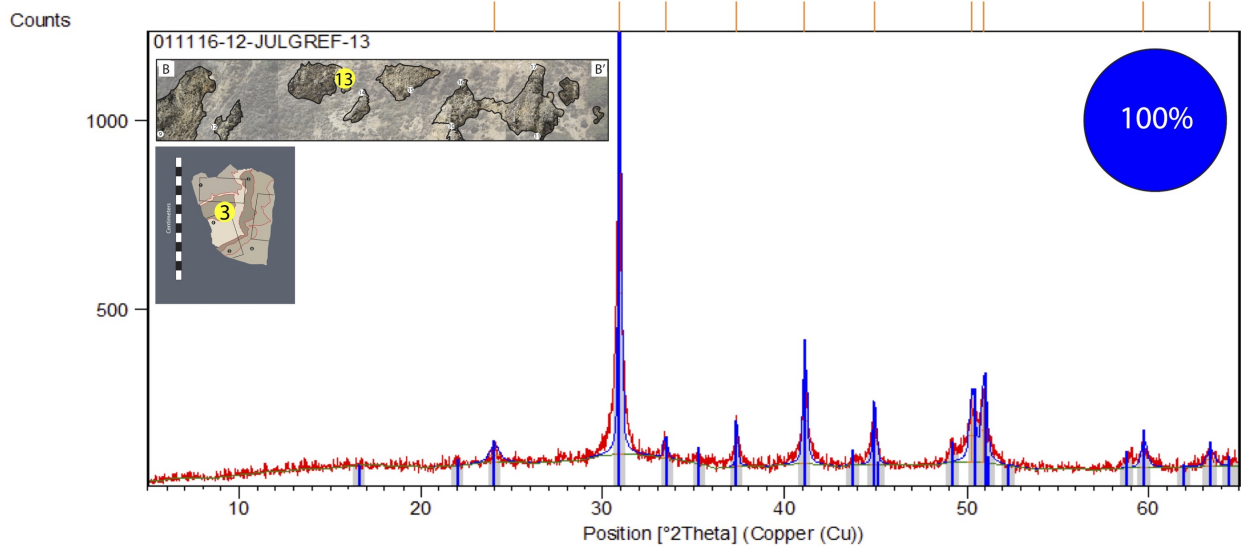 Counts
011116-12-JULGREF-13
B
B'
13
100%
1000
Centimeters
3
500
10
20
30
40
50
60
Position [°2Theta] (Copper (Cu))